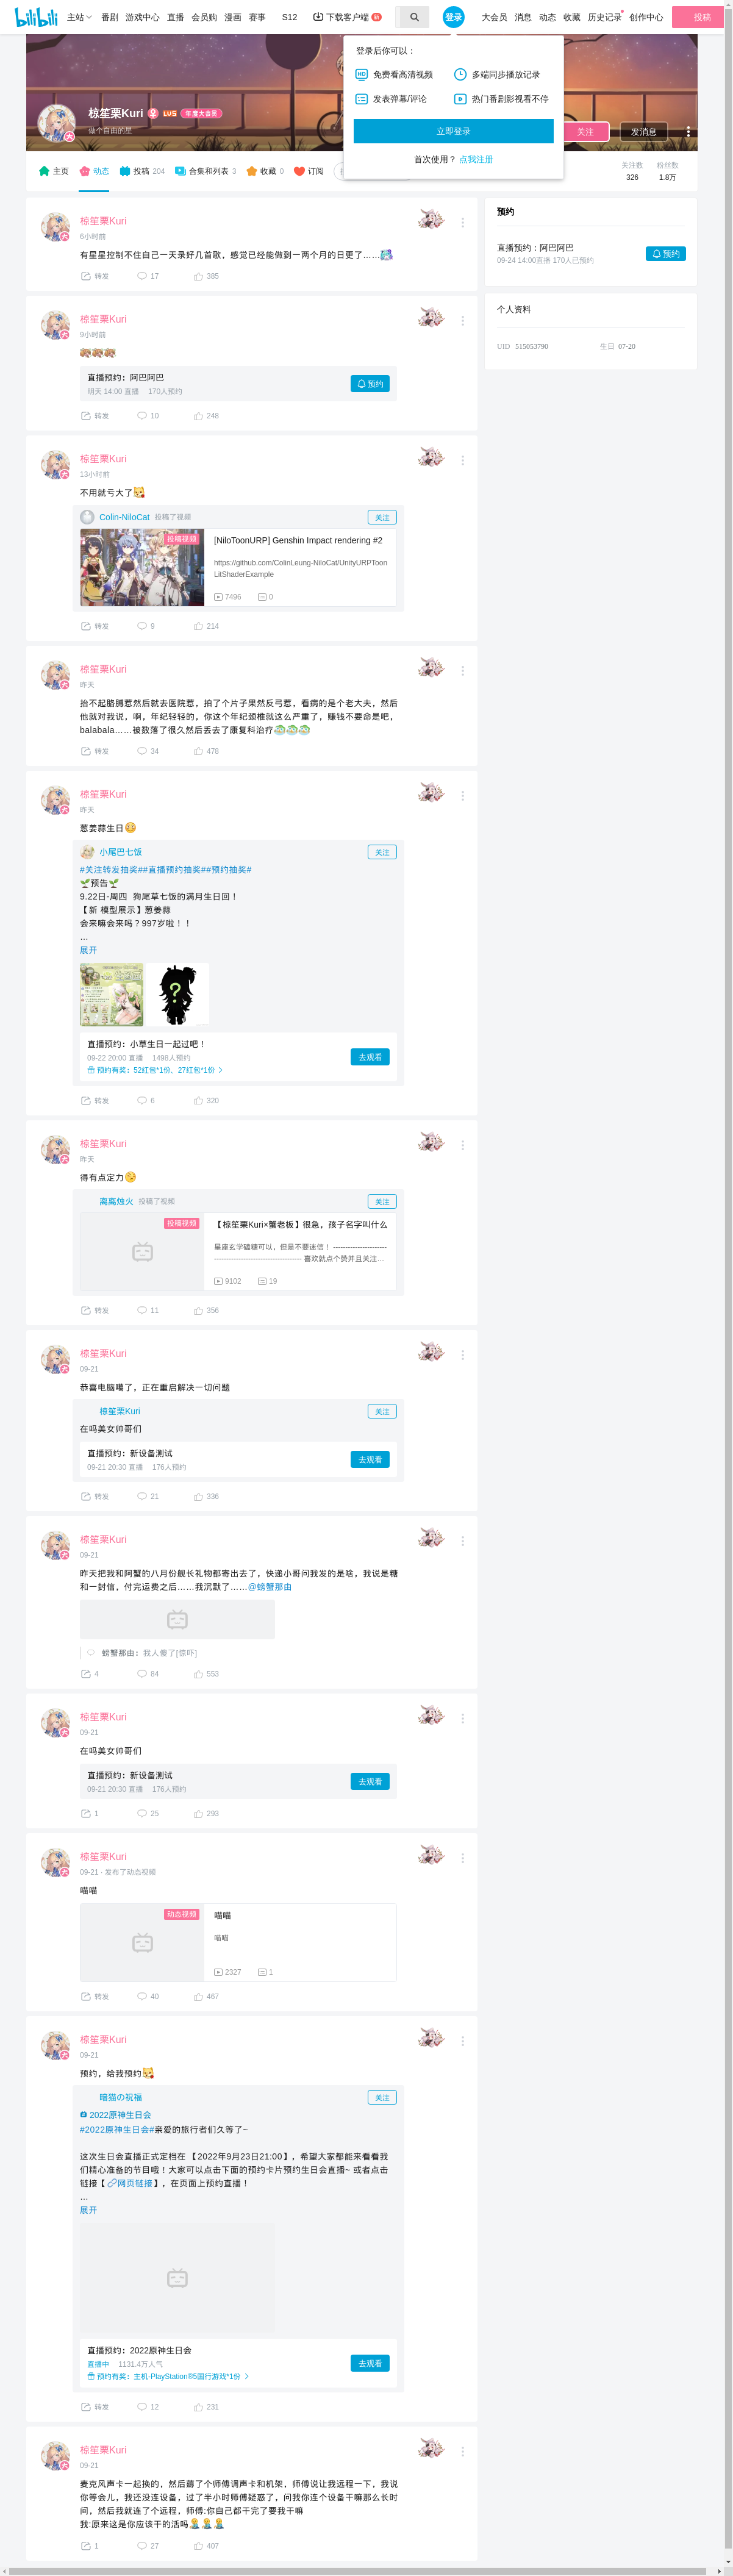 bilibili 主站 番剧 游戏中心 直播 会员购 漫画 赛事 S12 下载客户端 登录 大会员 消息 动态 收藏 历史记录 创作中心 投稿
登录后你可以：
免费看高清视频 多端同步播放记录
发表弹幕/评论 热门番剧影视看不停
立即登录
首次使用？ 点我注册
椋笙栗Kuri LV5 年度大会员
做个自由的星
关注 发消息
主页 动态 投稿 204 合集和列表 3 收藏 0 订阅
关注数 326
粉丝数 1.8万
椋笙栗Kuri
6小时前
有星星控制不住自己一天录好几首歌，感觉已经能做到一两个月的日更了……
转发 17 385
椋笙栗Kuri
9小时前
直播预约：阿巴阿巴
明天 14:00 直播 170人预约
预约
转发 10 248
椋笙栗Kuri
13小时前
不用就亏大了
Colin-NiloCat 投稿了视频
关注
投稿视频
[NiloToonURP] Genshin Impact rendering #2
https://github.com/ColinLeung-NiloCat/UnityURPToon
LitShaderExample
7496 0
转发 9 214
椋笙栗Kuri
昨天
抬不起胳膊惹然后就去医院惹，拍了个片子果然反弓惹，看病的是个老大夫，然后
他就对我说，啊，年纪轻轻的，你这个年纪颈椎就这么严重了，赚钱不要命是吧，
balabala……被数落了很久然后丢去了康复科治疗
转发 34 478
椋笙栗Kuri
昨天
葱姜蒜生日
小尾巴七饭
关注
#关注转发抽奖##直播预约抽奖##预约抽奖#
预告
9.22日-周四 狗尾草七饭的满月生日回！
【新 模型展示】葱姜蒜
会来嘛会来吗？997岁啦！！
...
展开
直播预约：小草生日一起过吧！
09-22 20:00 直播 1498人预约
预约有奖：52红包*1份、27红包*1份
去观看
转发 6 320
椋笙栗Kuri
昨天
得有点定力
离离烛火 投稿了视频
关注
投稿视频
【椋笙栗Kuri×蟹老板】很急，孩子名字叫什么
星座玄学磕糖可以，但是不要迷信！ ----------------------
------------------------------------ 喜欢就点个赞并且关注...
9102 19
转发 11 356
椋笙栗Kuri
09-21
恭喜电脑噶了，正在重启解决一切问题
椋笙栗Kuri
关注
在吗美女帅哥们
直播预约：新设备测试
09-21 20:30 直播 176人预约
去观看
转发 21 336
椋笙栗Kuri
09-21
昨天把我和阿蟹的八月份舰长礼物都寄出去了，快递小哥问我发的是啥，我说是糖
和一封信，付完运费之后……我沉默了……@螃蟹那由
螃蟹那由：我人傻了[惊吓]
4 84 553
椋笙栗Kuri
09-21
在吗美女帅哥们
直播预约：新设备测试
09-21 20:30 直播 176人预约
去观看
1 25 293
椋笙栗Kuri
09-21 · 发布了动态视频
喵喵
动态视频
喵喵
喵喵
2327 1
转发 40 467
椋笙栗Kuri
09-21
预约，给我预约
暗猫の祝福
关注
2022原神生日会
#2022原神生日会#亲爱的旅行者们久等了~
这次生日会直播正式定档在 【2022年9月23日21:00】，希望大家都能来看看我
们精心准备的节目哦！大家可以点击下面的预约卡片预约生日会直播~ 或者点击
链接【网页链接】，在页面上预约直播！
...
展开
直播预约：2022原神生日会
直播中 1131.4万人气
预约有奖：主机-PlayStation®5国行游戏*1份
去观看
转发 12 231
椋笙栗Kuri
09-21
麦克风声卡一起换的，然后薅了个师傅调声卡和机架，师傅说让我远程一下，我说
你等会儿，我还没连设备，过了半小时师傅疑惑了，问我你连个设备干嘛那么长时
间，然后我就连了个远程，师傅:你自己都干完了要我干嘛
我:原来这是你应该干的活吗
1 27 407
预约
直播预约：阿巴阿巴
09-24 14:00直播 170人已预约
预约
个人资料
UID 515053790 生日 07-20